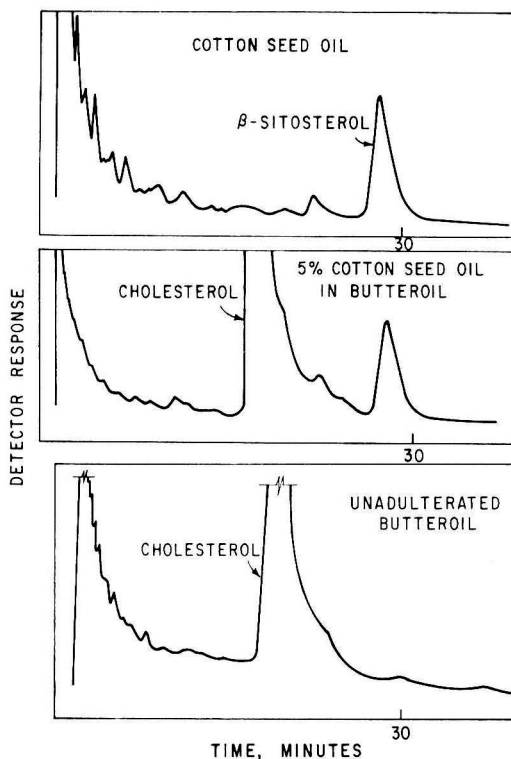 COTTON SEED OIL
β-SITOSTEROL
30
5% COTTON SEED OIL
IN BUTTEROIL
CHOLESTEROL
30
DETECTOR RESPONSE
UNADULTERATED
BUTTEROIL
CHOLESTEROL
30
TIME, MINUTES